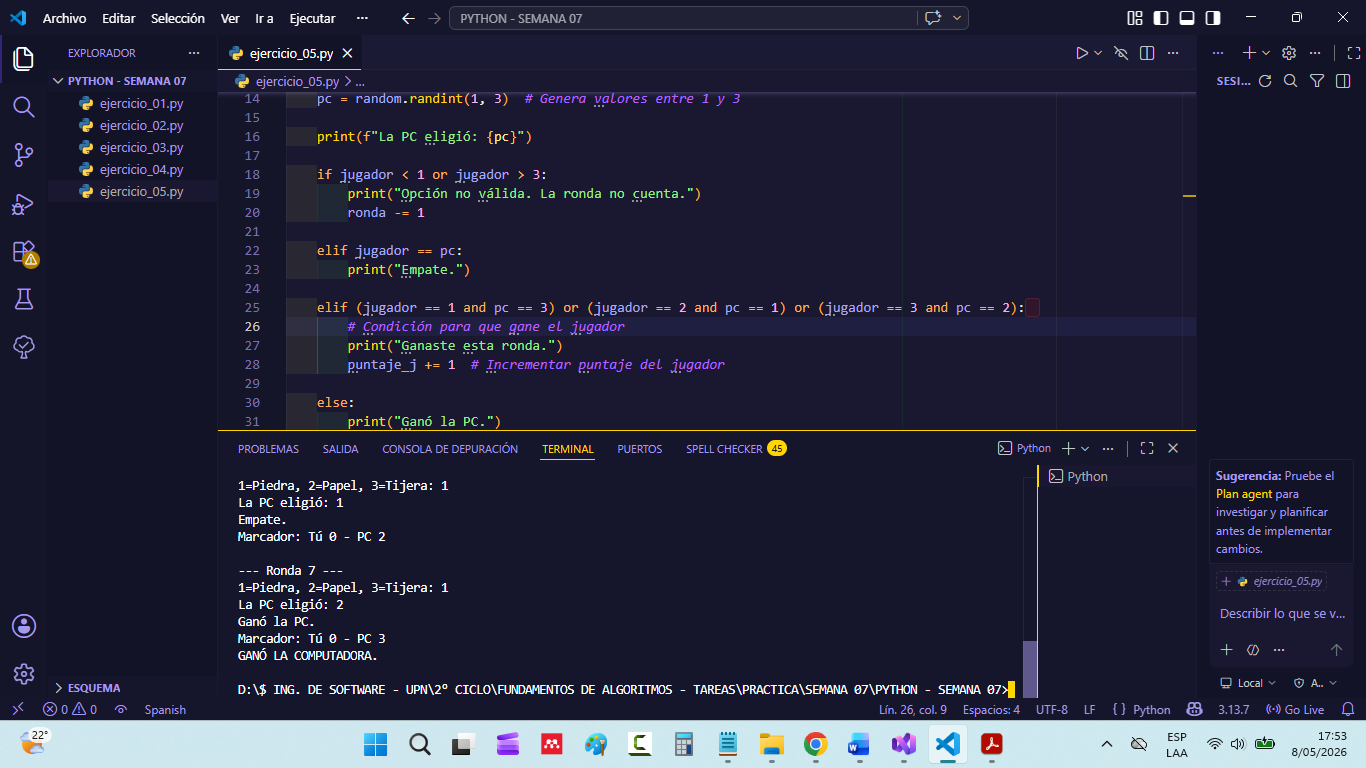 Archivo Editar Selección Ver Ir a Ejecutar ··· PYTHON - SEMANA 07
EXPLORADOR ···
PYTHON - SEMANA 07
ejercicio_01.py
ejercicio_02.py
ejercicio_03.py
ejercicio_04.py
ejercicio_05.py
ESQUEMA
ejercicio_05.py
ejercicio_05.py > ...
14 pc = random.randint(1, 3)  # Genera valores entre 1 y 3
15
16 print(f"La PC eligió: {pc}")
17
18 if jugador < 1 or jugador > 3:
19 print("Opción no válida. La ronda no cuenta.")
20 ronda -= 1
21
22 elif jugador == pc:
23 print("Empate.")
24
25 elif (jugador == 1 and pc == 3) or (jugador == 2 and pc == 1) or (jugador == 3 and pc == 2):
26 # Condición para que gane el jugador
27 print("Ganaste esta ronda.")
28 puntaje_j += 1  # Incrementar puntaje del jugador
29
30 else:
31 print("Ganó la PC.")
PROBLEMAS SALIDA CONSOLA DE DEPURACIÓN TERMINAL PUERTOS SPELL CHECKER 45
Python
Python
1=Piedra, 2=Papel, 3=Tijera: 1
La PC eligió: 1
Empate.
Marcador: Tú 0 - PC 2
--- Ronda 7 ---
1=Piedra, 2=Papel, 3=Tijera: 1
La PC eligió: 2
Ganó la PC.
Marcador: Tú 0 - PC 3
GANÓ LA COMPUTADORA.
D:\$ ING. DE SOFTWARE - UPN\2º CICLO\FUNDAMENTOS DE ALGORITMOS - TAREAS\PRACTICA\SEMANA 07\PYTHON - SEMANA 07>
SESI...
Sugerencia: Pruebe el
Plan agent para
investigar y planificar
antes de implementar
cambios.
ejercicio_05.py
Describir lo que se v...
Local A..
0 0 Spanish Lín. 26, col. 9 Espacios: 4 UTF-8 LF {} Python 3.13.7 Go Live
22°
ESP
LAA
17:53
8/05/2026